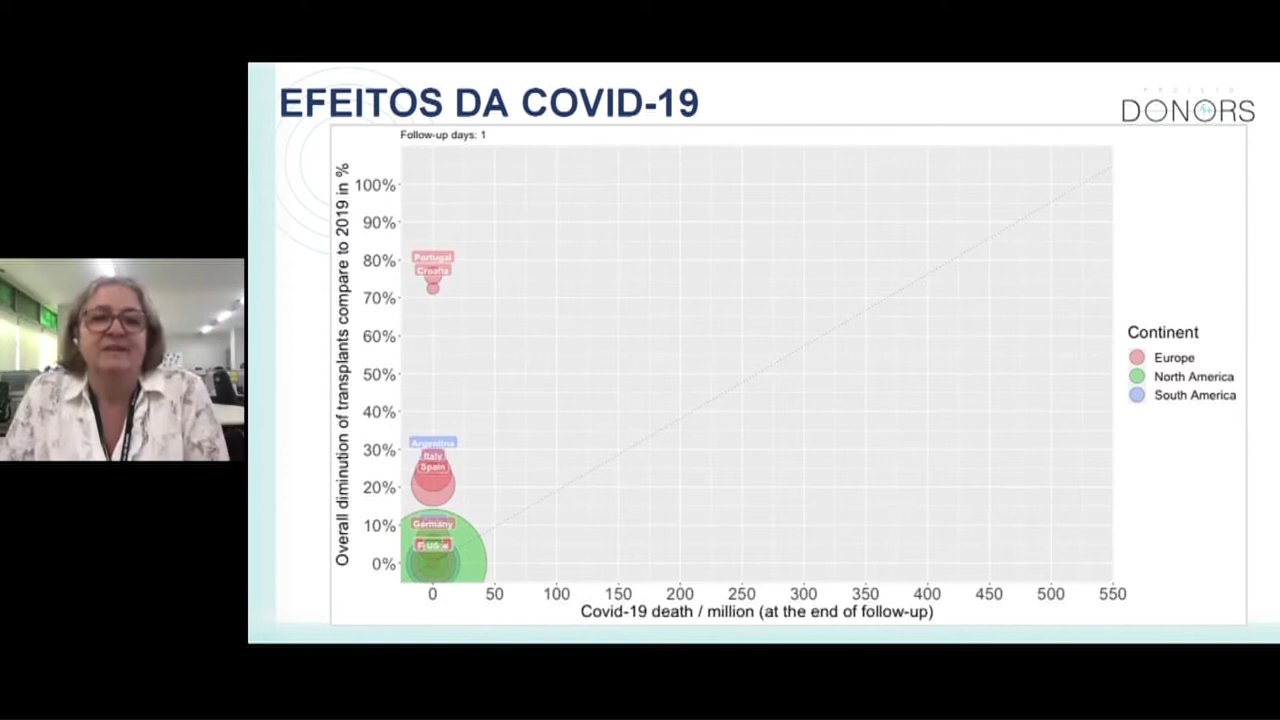 EFEITOS DA COVID-19
PROJETO
DONORS
Follow-up days: 1
Overall diminution of transplants compare to 2019 in %
100%
90%
80%
70%
60%
50%
40%
30%
20%
10%
0%
Portugal
Croatia
Argentina
Italy
Spain
Germany
US
0 50 100 150 200 250 300 350 400 450 500 550
Covid-19 death / million (at the end of follow-up)
Continent
Europe
North America
South America